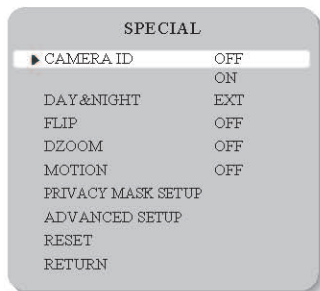 SPECIAL
CAMERA ID OFF
ON
DAY&NIGHT EXT
FLIP OFF
DZOOM OFF
MOTION OFF
PRIVACY MASK SETUP
ADVANCED SETUP
RESET
RETURN